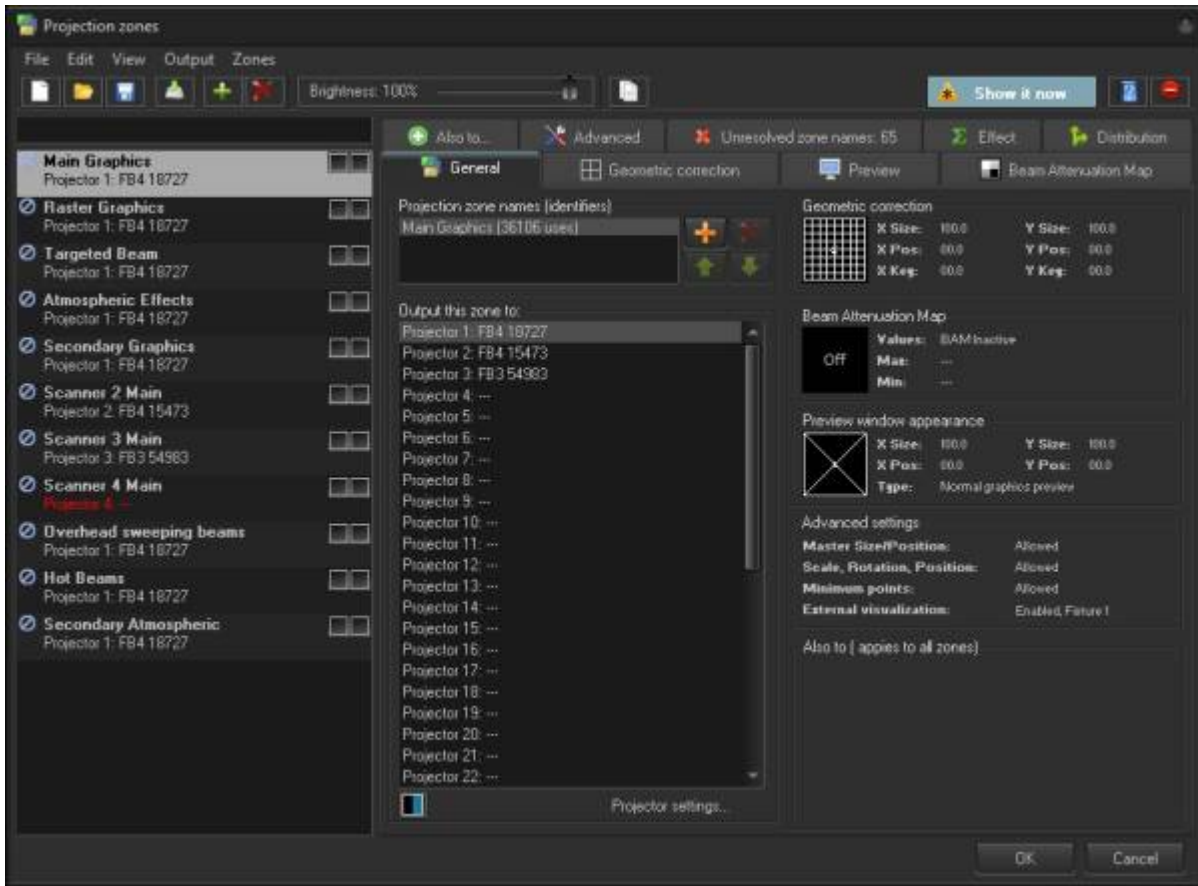 Projection zones
File Edit View Output Zones
Brightness: 100%
Show it now
Also to...
Advanced
Unresolved zone names: 65
Effect
Distribution
General
Geometric correction
Preview
Beam Attenuation Map
Main Graphics
Projector 1: FB4 18727
Raster Graphics
Projector 1: FB4 18727
Targeted Beam
Projector 1: FB4 18727
Atmospheric Effects
Projector 1: FB4 18727
Secondary Graphics
Projector 1: FB4 18727
Scanner 2 Main
Projector 2: FB4 15473
Scanner 3 Main
Projector 3: FB3 54983
Scanner 4 Main
Projector 4: ---
Overhead sweeping beams
Projector 1: FB4 18727
Hot Beams
Projector 1: FB4 18727
Secondary Atmospheric
Projector 1: FB4 18727
Projection zone names (identifiers)
Main Graphics (36106 uses)
Output this zone to:
Projector 1: FB4 18727
Projector 2: FB4 15473
Projector 3: FB3 54983
Projector 4: ---
Projector 5: ---
Projector 6: ---
Projector 7: ---
Projector 8: ---
Projector 9: ---
Projector 10: ---
Projector 11: ---
Projector 12: ---
Projector 13: ---
Projector 14: ---
Projector 15: ---
Projector 16: ---
Projector 17: ---
Projector 18: ---
Projector 19: ---
Projector 20: ---
Projector 21: ---
Projector 22: ---
Projector settings...
Geometric correction
X Size: 100.0 Y Size: 100.0
X Pos: 00.0 Y Pos: 00.0
X Key: 00.0 Y Key: 00.0
Beam Attenuation Map
Off
Values: BAM Inactive
Max: ---
Min: ---
Preview window appearance
X Size: 100.0 Y Size: 100.0
X Pos: 00.0 Y Pos: 00.0
Type: Normal graphics preview
Advanced settings
Master Size/Position: Allowed
Scale, Rotation, Position: Allowed
Minimum points: Allowed
External visualization: Enabled, Fixture 1
Also to ( appies to all zones)
OK
Cancel